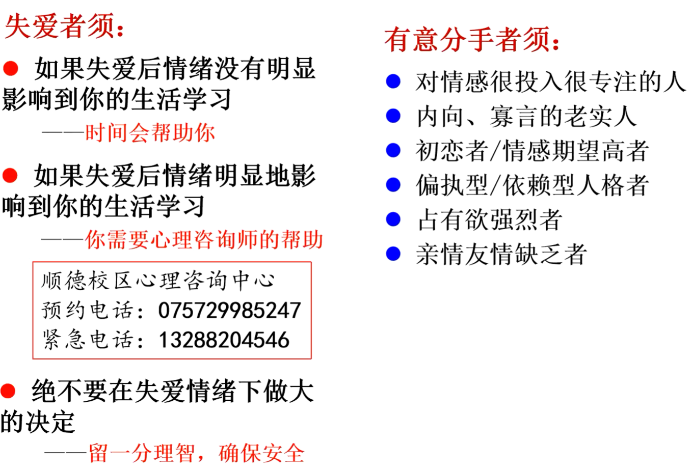 失爱者须：
● 如果失爱后情绪没有明显
影响到你的生活学习
——时间会帮助你
● 如果失爱后情绪明显地影
响到你的生活学习
——你需要心理咨询师的帮助
顺德校区心理咨询中心
预约电话：075729985247
紧急电话：13288204546
● 绝不要在失爱情绪下做大
的决定
——留一分理智，确保安全
有意分手者须：
● 对情感很投入很专注的人
● 内向、寡言的老实人
● 初恋者/情感期望高者
● 偏执型/依赖型人格者
● 占有欲强烈者
● 亲情友情缺乏者